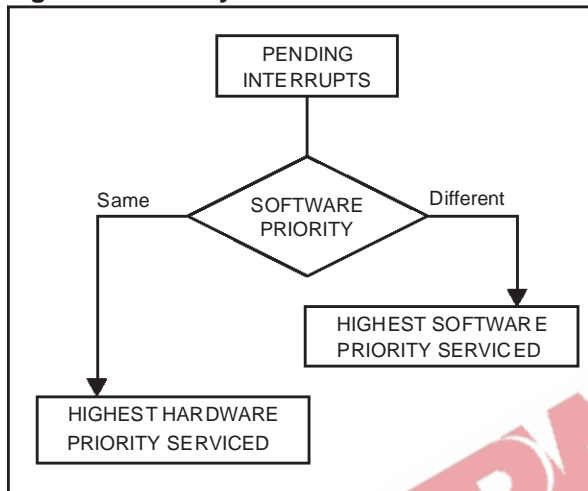 PENDING
INTERRUPTS
Same
SOFTWARE
PRIORITY
Different
HIGHEST SOFTWARE
PRIORITY SERVICED
HIGHEST HARDWARE
PRIORITY SERVICED